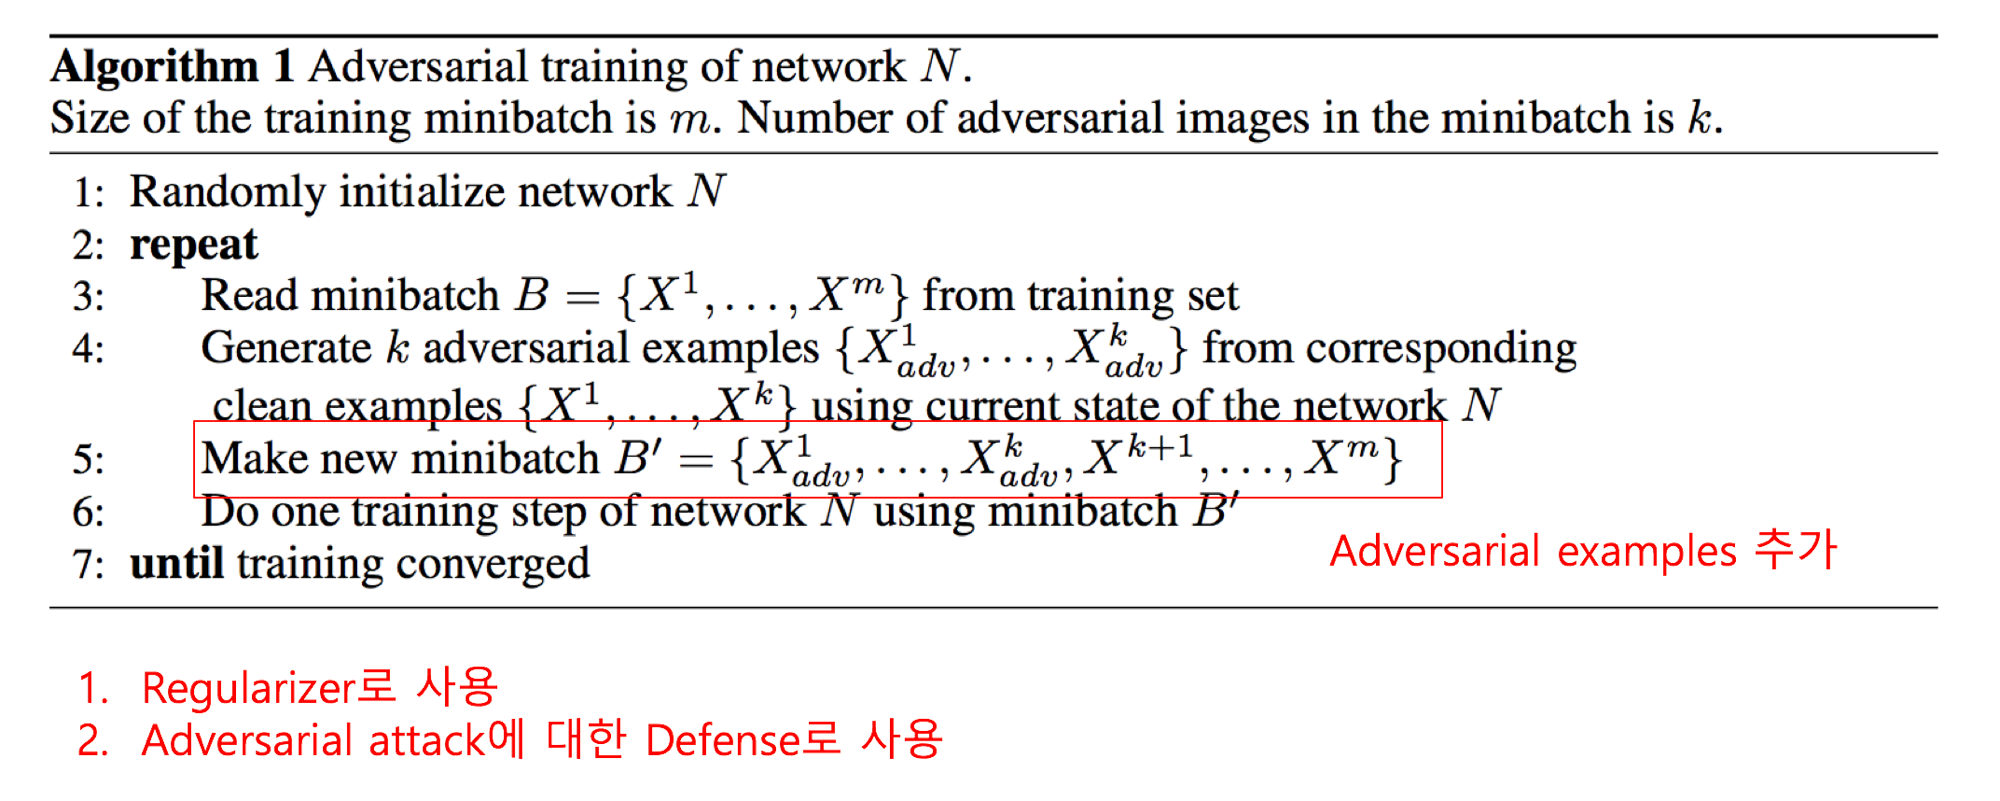 Algorithm 1 Adversarial training of network N.
Size of the training minibatch is m. Number of adversarial images in the minibatch is k.
1: Randomly initialize network N
2: repeat
3: Read minibatch B = {X^1, . . . , X^m} from training set
4: Generate k adversarial examples {X^1_{adv}, . . . , X^k_{adv}} from corresponding
clean examples {X^1, . . . , X^k} using current state of the network N
5: Make new minibatch B′ = {X^1_{adv}, . . . , X^k_{adv}, X^{k+1}, . . . , X^m}
6: Do one training step of network N using minibatch B′
Adversarial examples 추가
7: until training converged
1. Regularizer로 사용
2. Adversarial attack에 대한 Defense로 사용